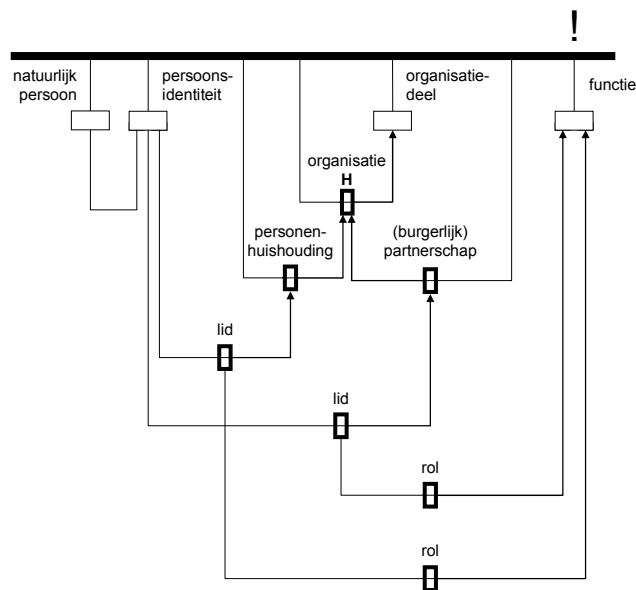 !
natuurlijk
persoon
persoons-
identiteit
organisatie-
deel
functie
organisatie
H
personen-
huishouding
(burgerlijk)
partnerschap
lid
lid
rol
rol